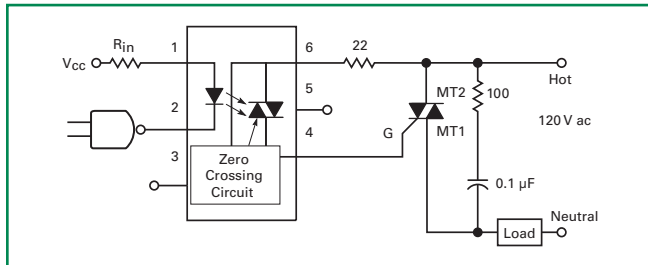 Rin
1
6
22
Vcc
Hot
5
MT2
100
2
120 V ac
4
G
MT1
3
Zero
Crossing
Circuit
0.1 µF
Neutral
Load